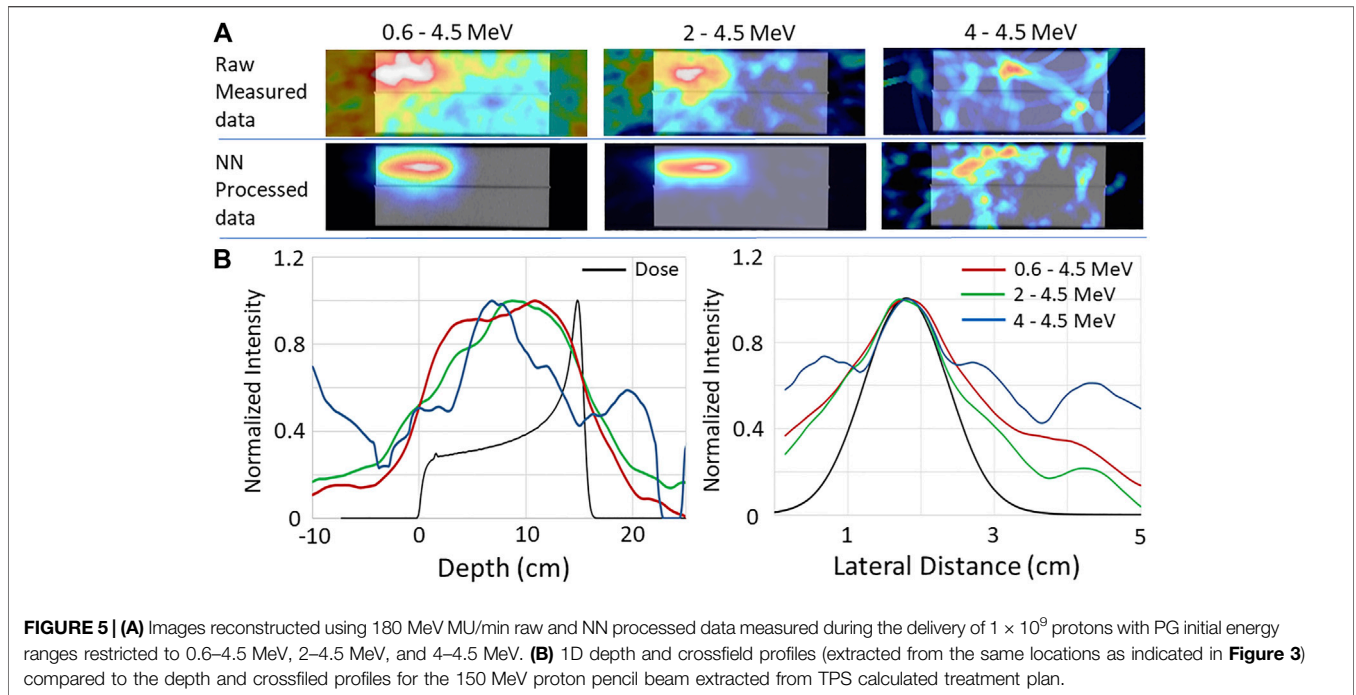 A
0.6 - 4.5 MeV
2 - 4.5 MeV
4 - 4.5 MeV
Raw
Measured
data
NN
Processed
data
B
1.2
0.8
0.4
0
Normalized Intensity
-10
0
10
20
Depth (cm)
Dose
1.2
0.8
0.4
0
Normalized Intensity
1
3
5
Lateral Distance (cm)
0.6 - 4.5 MeV
2 - 4.5 MeV
4 - 4.5 MeV
FIGURE 5 | (A) Images reconstructed using 180 MeV MU/min raw and NN processed data measured during the delivery of 1 × 10⁹ protons with PG initial energy
ranges restricted to 0.6–4.5 MeV, 2–4.5 MeV, and 4–4.5 MeV. (B) 1D depth and crossfield profiles (extracted from the same locations as indicated in Figure 3)
compared to the depth and crossfiled profiles for the 150 MeV proton pencil beam extracted from TPS calculated treatment plan.